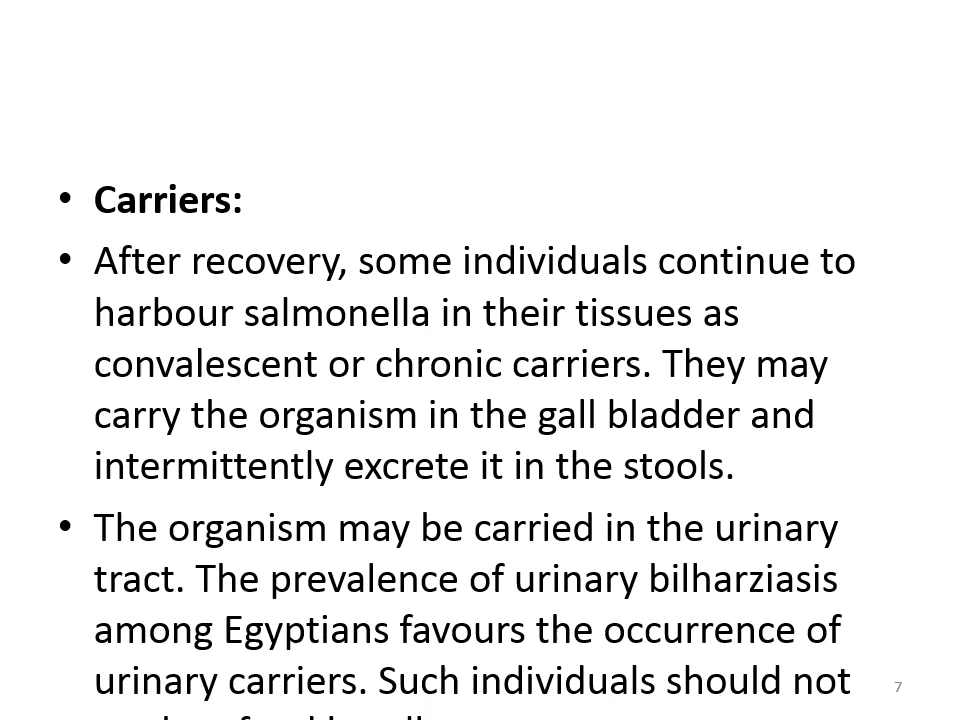 • Carriers:
• After recovery, some individuals continue to
harbour salmonella in their tissues as
convalescent or chronic carriers. They may
carry the organism in the gall bladder and
intermittently excrete it in the stools.
• The organism may be carried in the urinary
tract. The prevalence of urinary bilharziasis
among Egyptians favours the occurrence of
urinary carriers. Such individuals should not
7